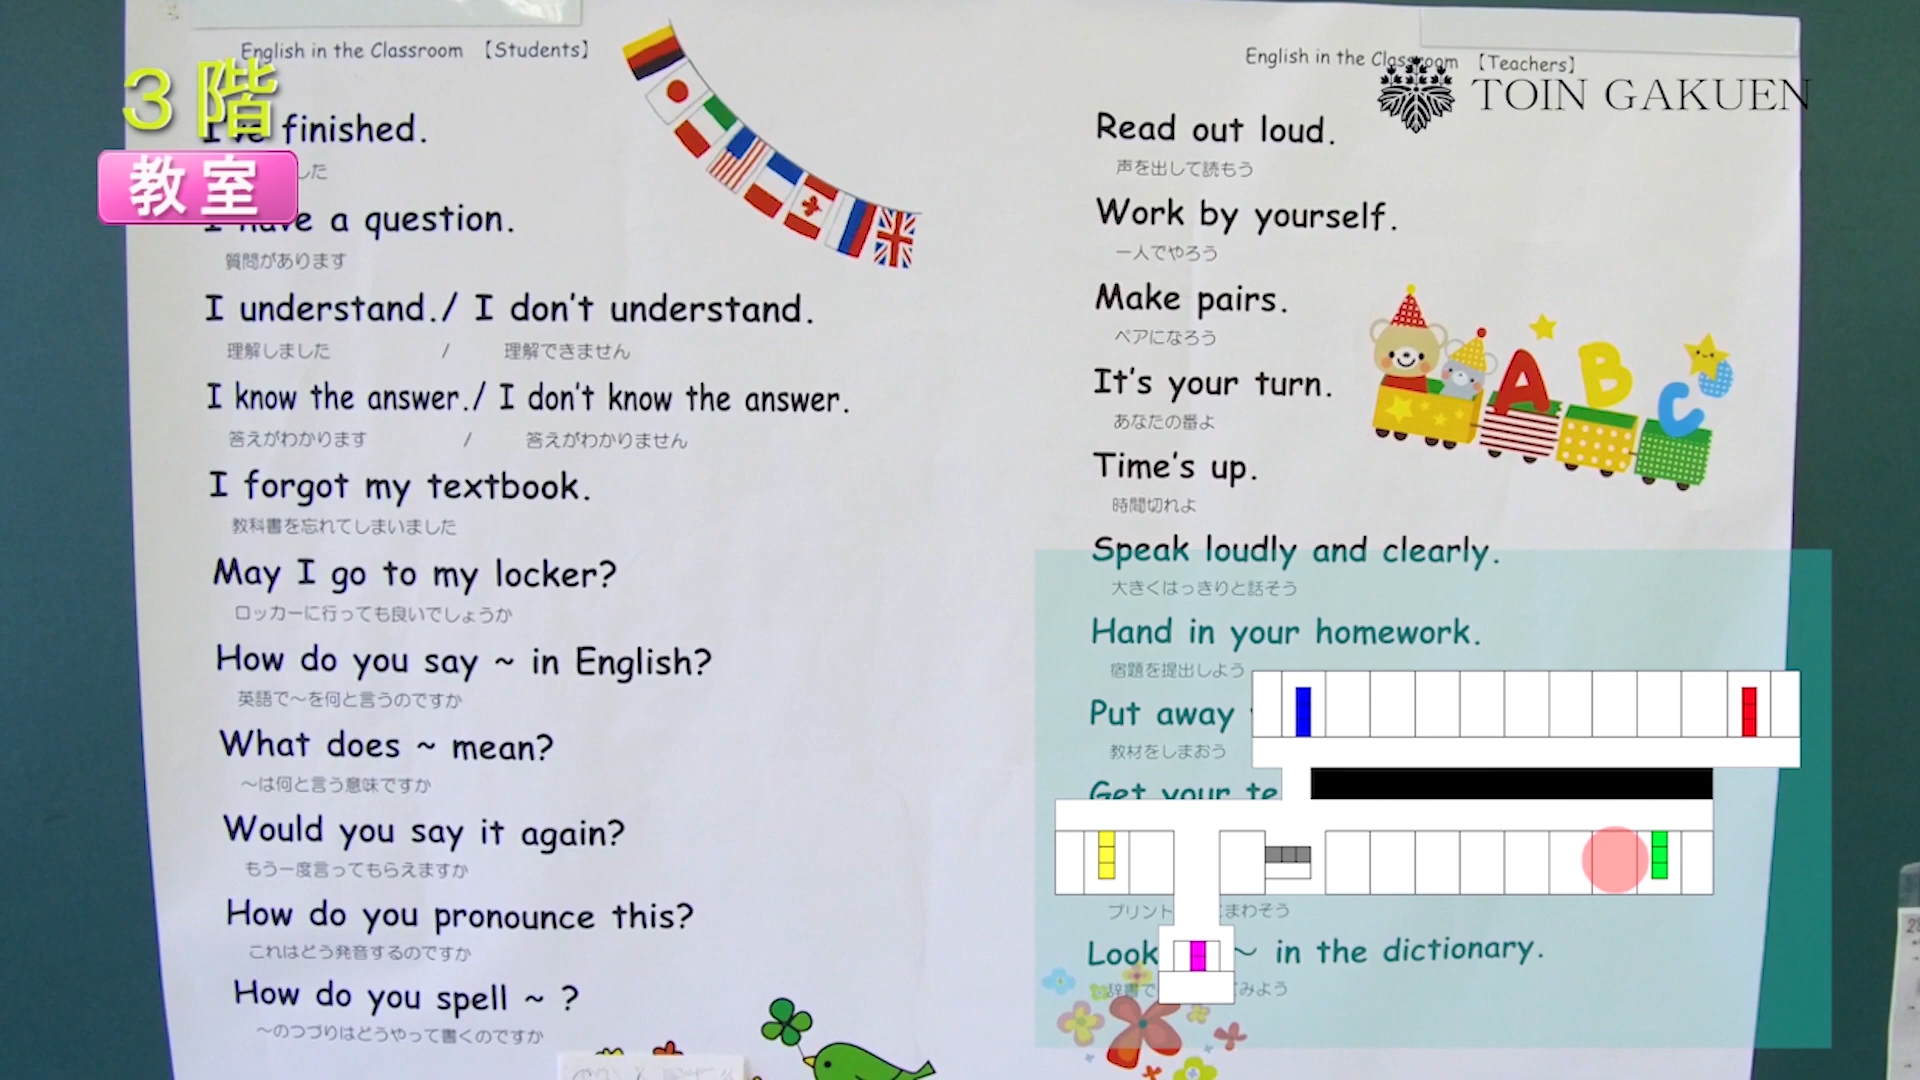 3階
教室
TOIN GAKUEN
English in the Classroom 【Students】
I've finished.
した
I have a question.
質問があります
I understand./ I don't understand.
理解しました / 理解できません
I know the answer./ I don't know the answer.
答えがわかります / 答えがわかりません
I forgot my textbook.
教科書を忘れてしまいました
May I go to my locker?
ロッカーに行っても良いでしょうか
How do you say ~ in English?
英語で～を何と言うのですか
What does ~ mean?
～は何と言う意味ですか
Would you say it again?
もう一度言ってもらえますか
How do you pronounce this?
これはどう発音するのですか
How do you spell ~ ?
～のつづりはどうやって書くのですか
English in the Classroom 【Teachers】
Read out loud.
声を出して読もう
Work by yourself.
一人でやろう
Make pairs.
ペアになろう
It's your turn.
あなたの番よ
Time's up.
時間切れよ
A B C
Speak loudly and clearly.
大きくはっきりと話そう
Hand in your homework.
宿題を提出しよう
Put away
教材をしまおう
Get your te
プリント まわそう
Look ~ in the dictionary.
辞書で みよう